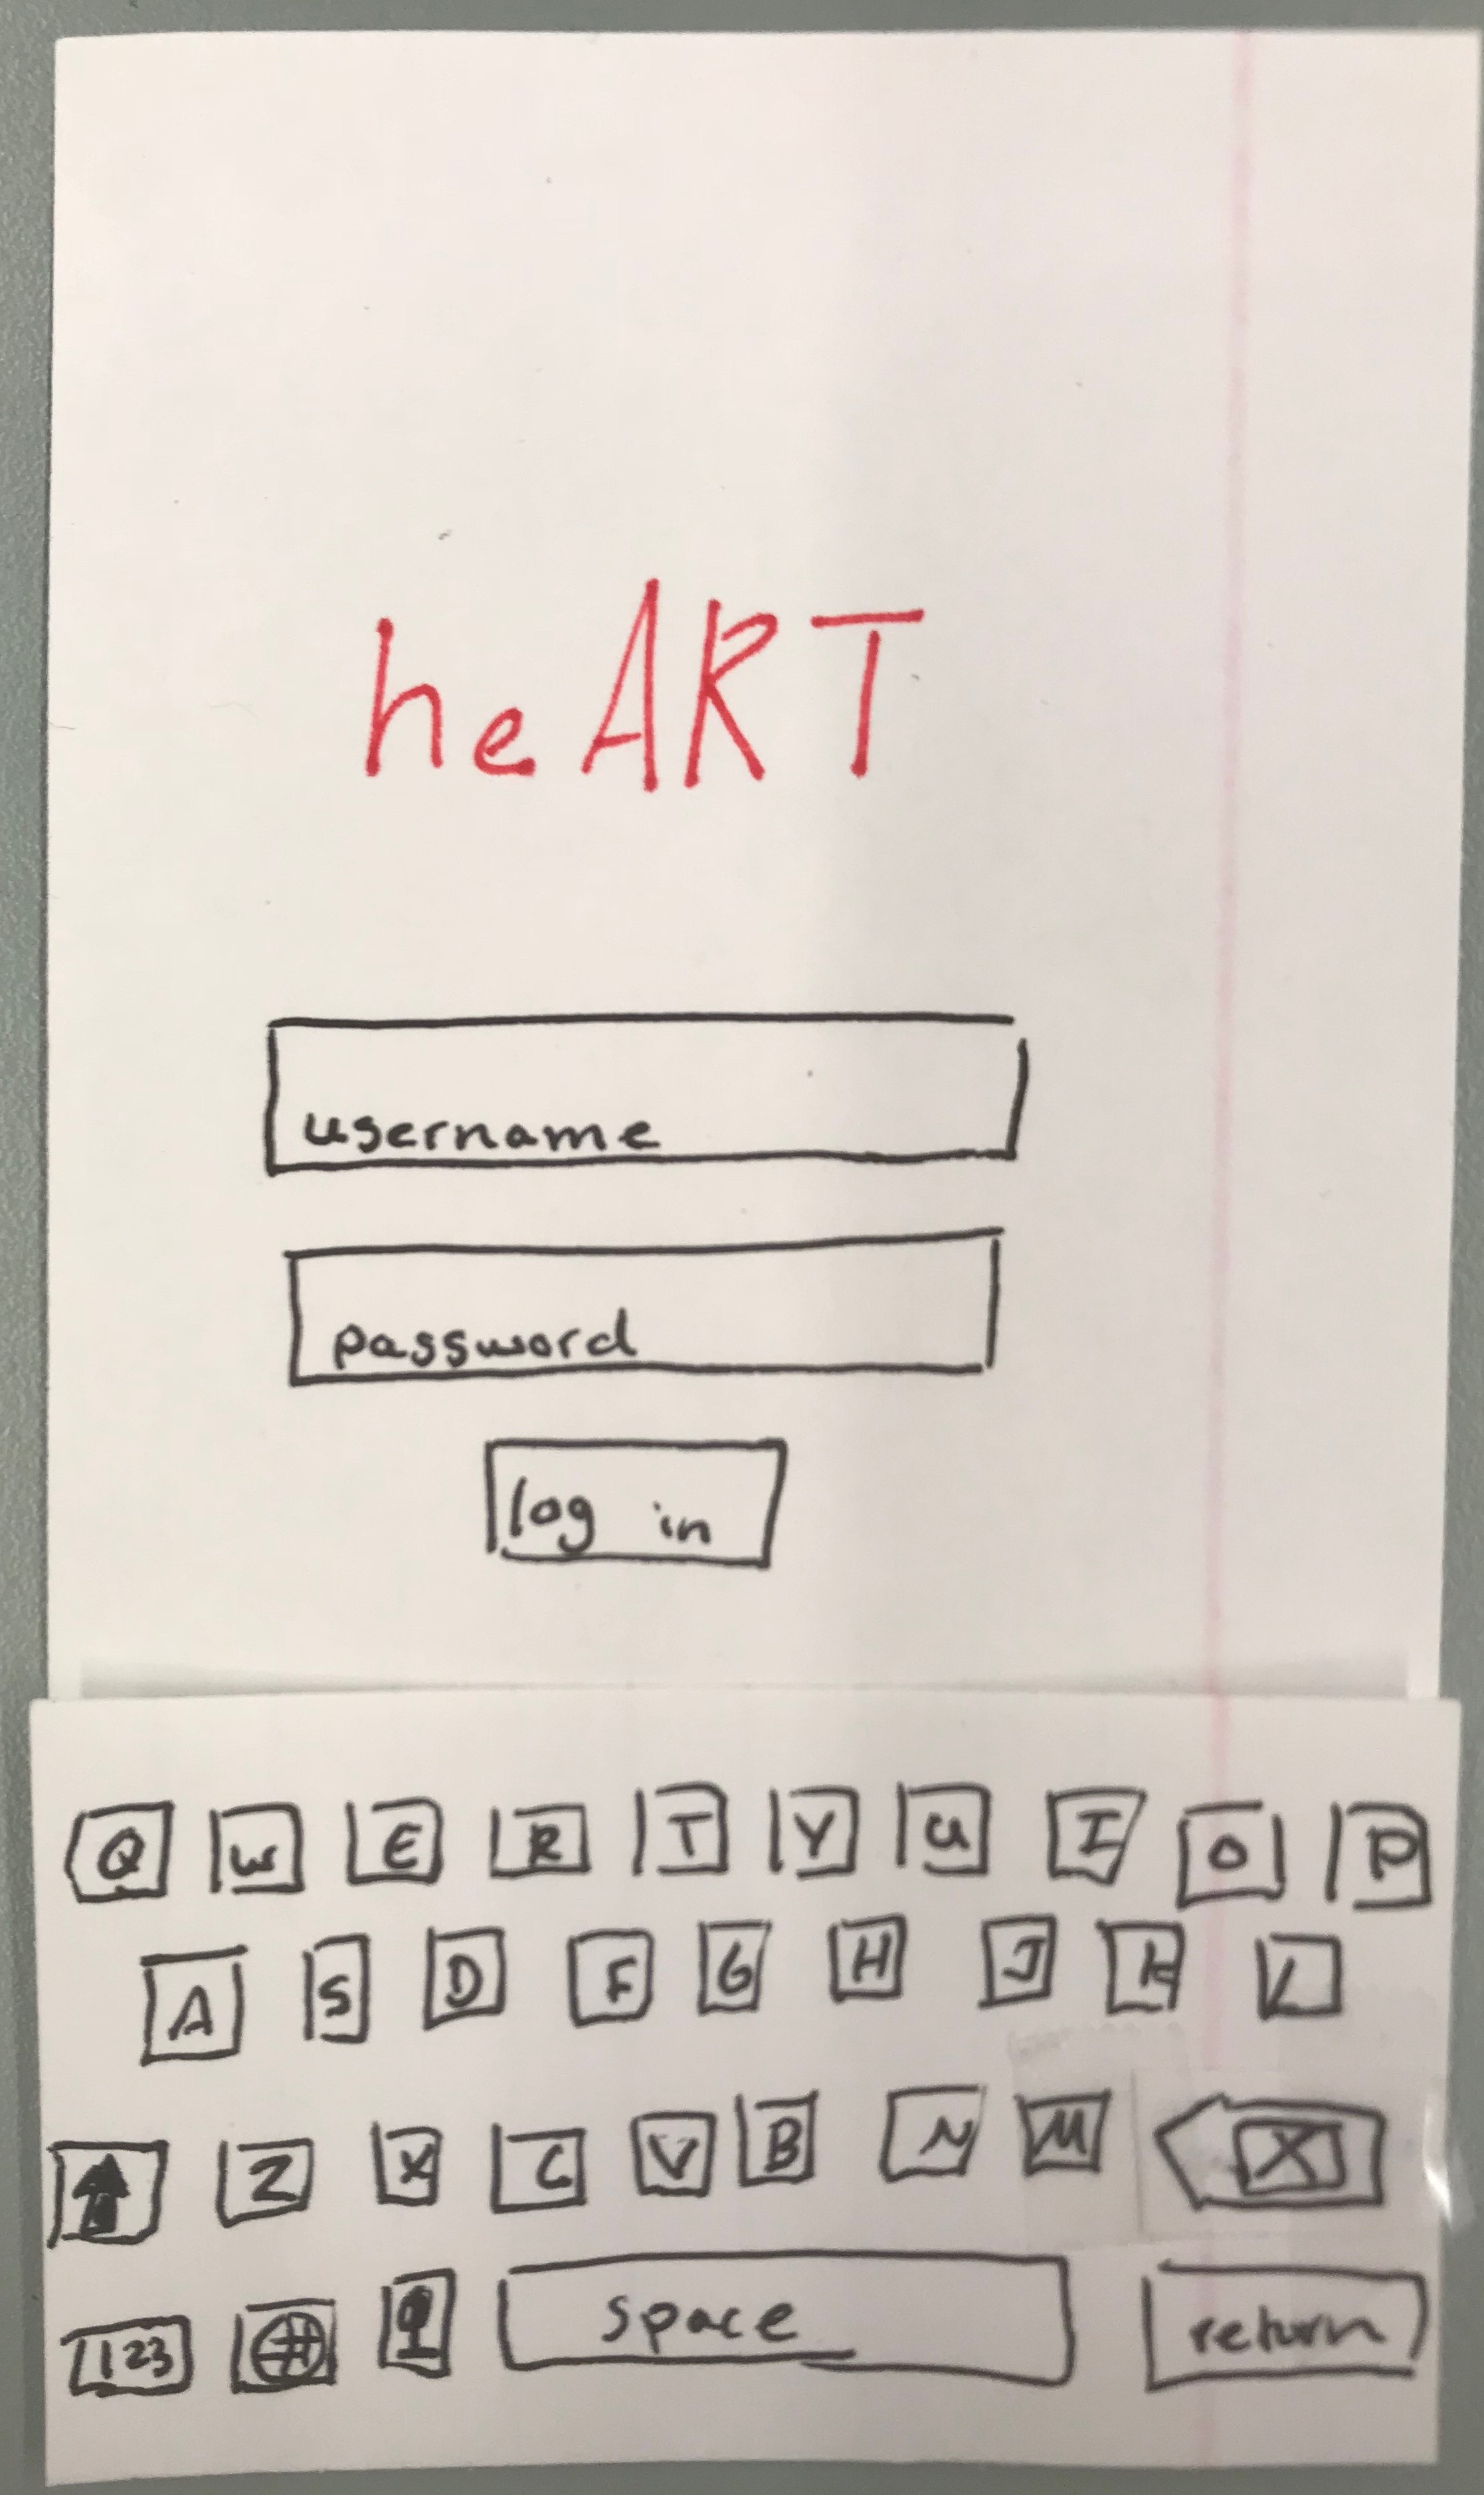 heART
username
password
log in
Q W E R T Y U I O P
A S D F G H J K L
Z X C V B N M X
123 space return